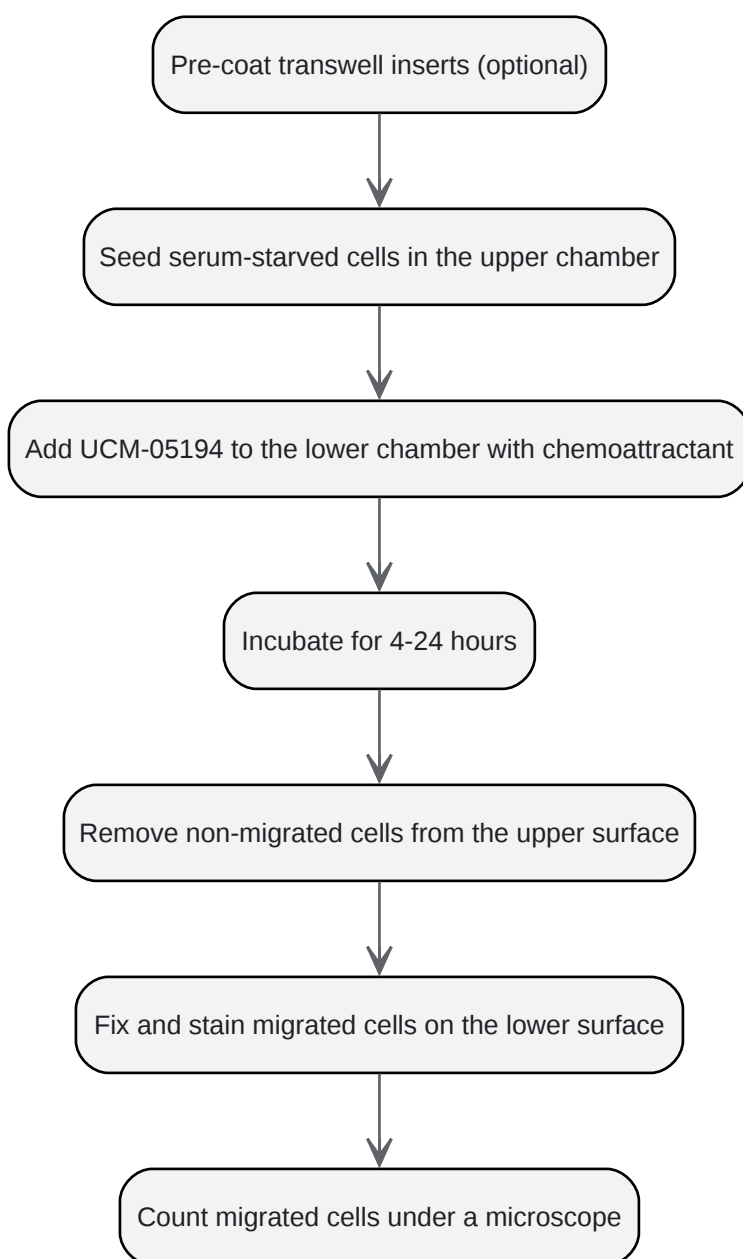 Pre-coat transwell inserts (optional)
Seed serum-starved cells in the upper chamber
Add UCM-05194 to the lower chamber with chemoattractant
Incubate for 4-24 hours
Remove non-migrated cells from the upper surface
Fix and stain migrated cells on the lower surface
Count migrated cells under a microscope